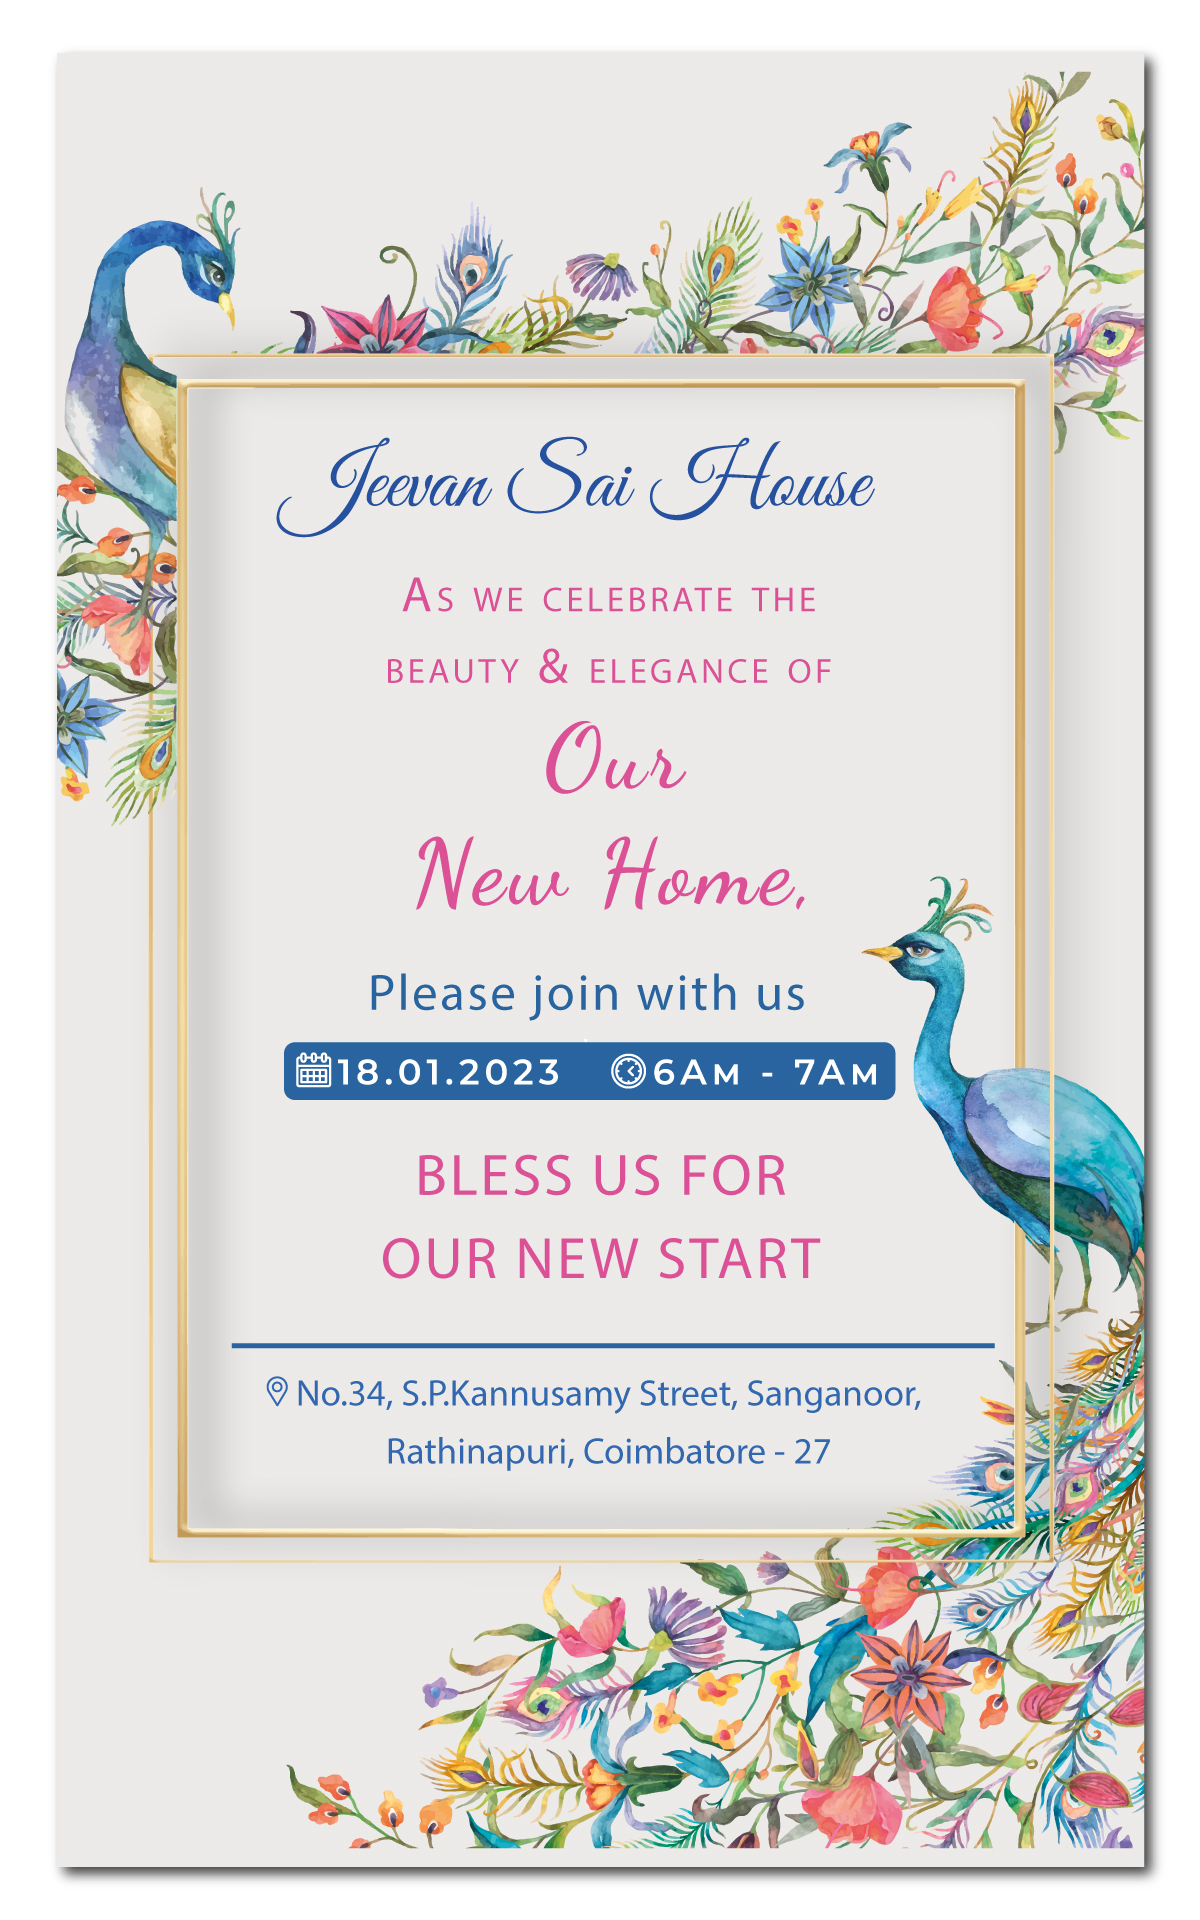 Jeevan Sai House
As we celebrate the
beauty & elegance of
Our
New Home,
Please join with us
18.01.2023 6Am - 7Am
BLESS US FOR
OUR NEW START
No.34, S.P.Kannusamy Street, Sanganoor,
Rathinapuri, Coimbatore - 27